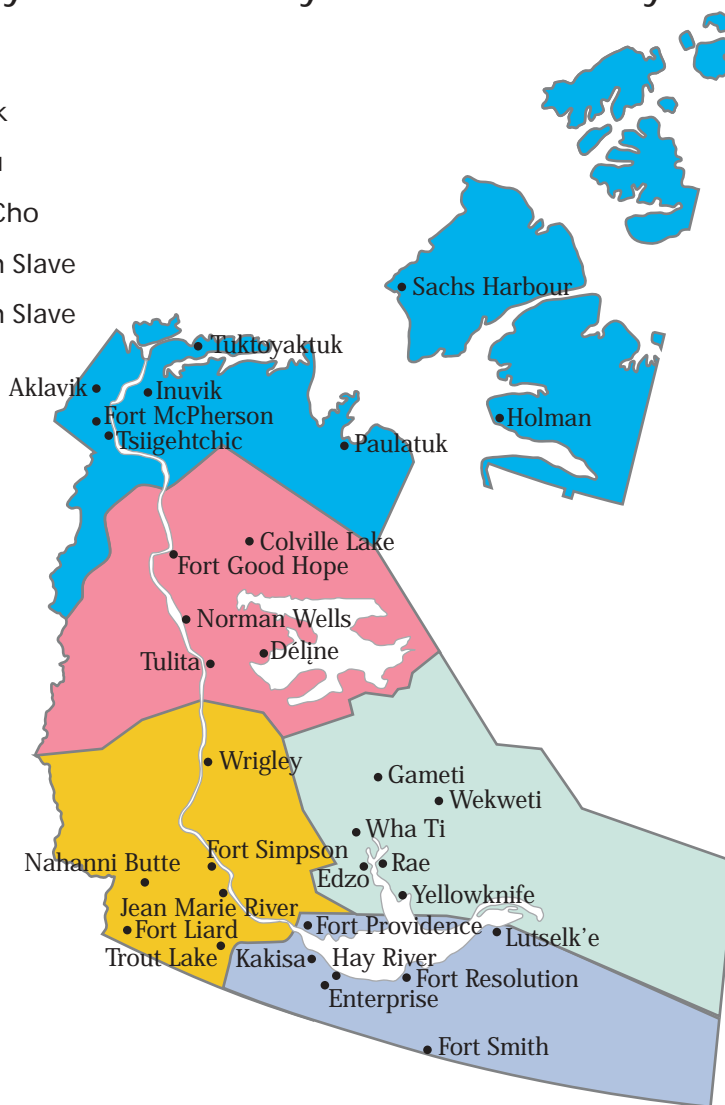 Cho
Slave
Slave
Sachs Harbour
Tuktoyaktuk
Aklavik
Inuvik
Fort McPherson
Holman
Tsiigehtchic
Paulatuk
Colville Lake
Fort Good Hope
Norman Wells
Délįne
Tulita
Wrigley
Gameti
Wekweti
Wha Ti
Fort Simpson
Nahanni Butte
Edzo
Rae
Yellowknife
Jean Marie River
Fort Providence
Fort Liard
Lutselk'e
Trout Lake
Kakisa
Hay River
Fort Resolution
Enterprise
Fort Smith